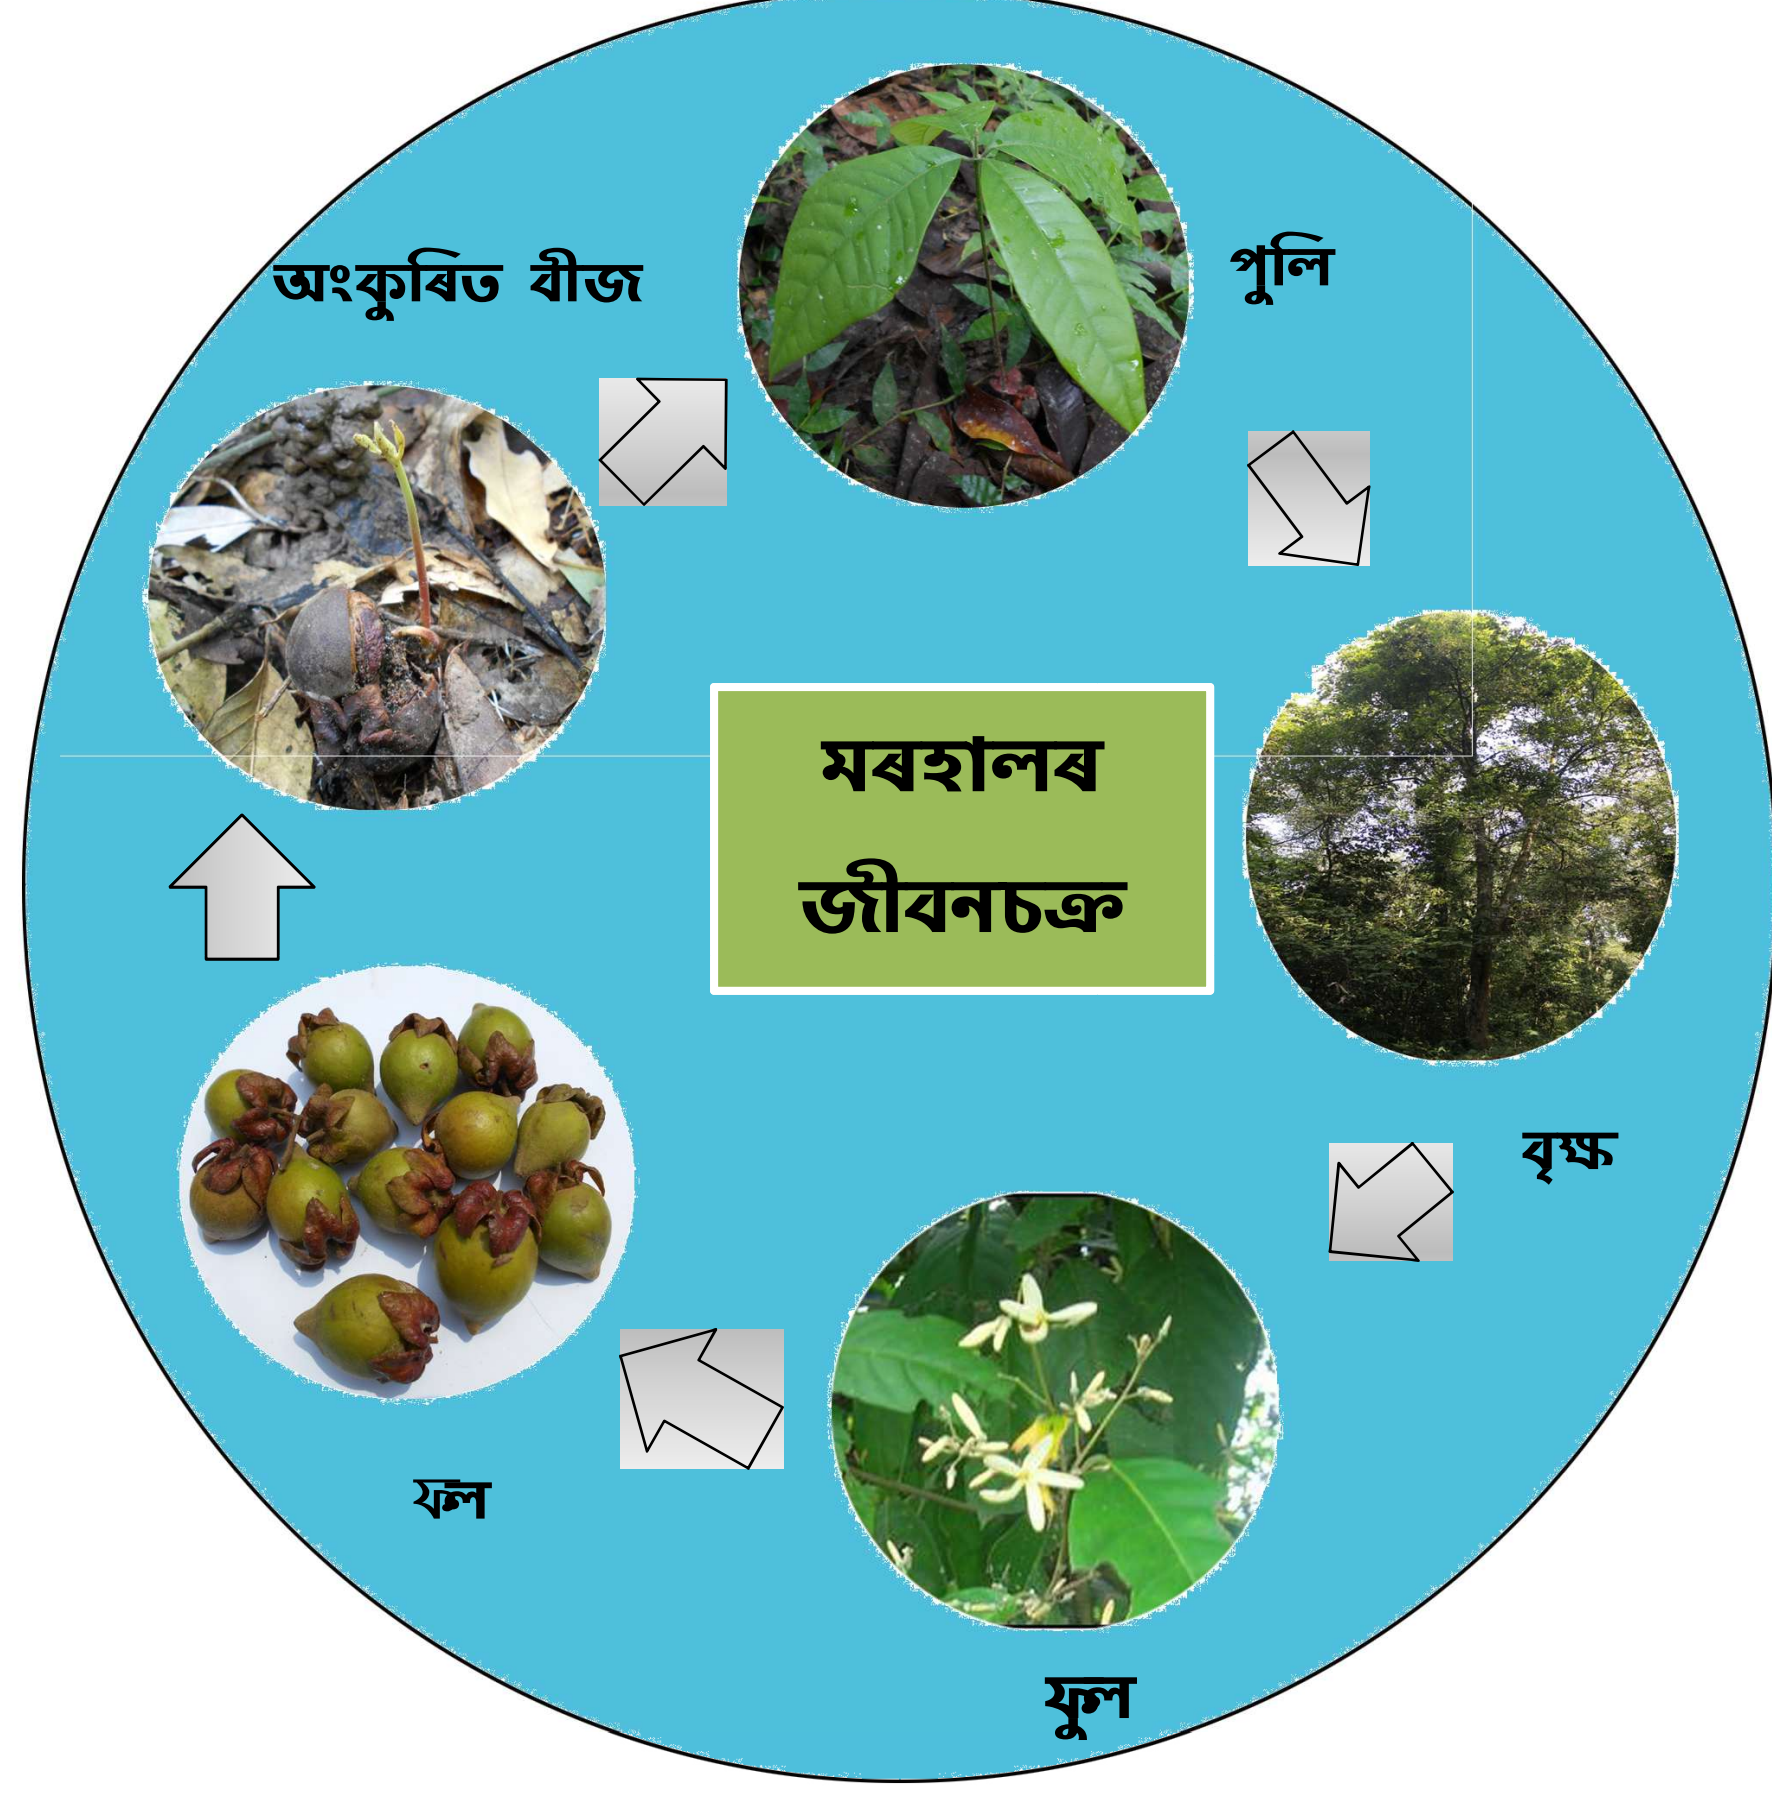 অংকুৰিত বীজ
পুলি
মৰহালৰ
জীৱনচক্ৰ
বৃক্ষ
ফল
ফুল